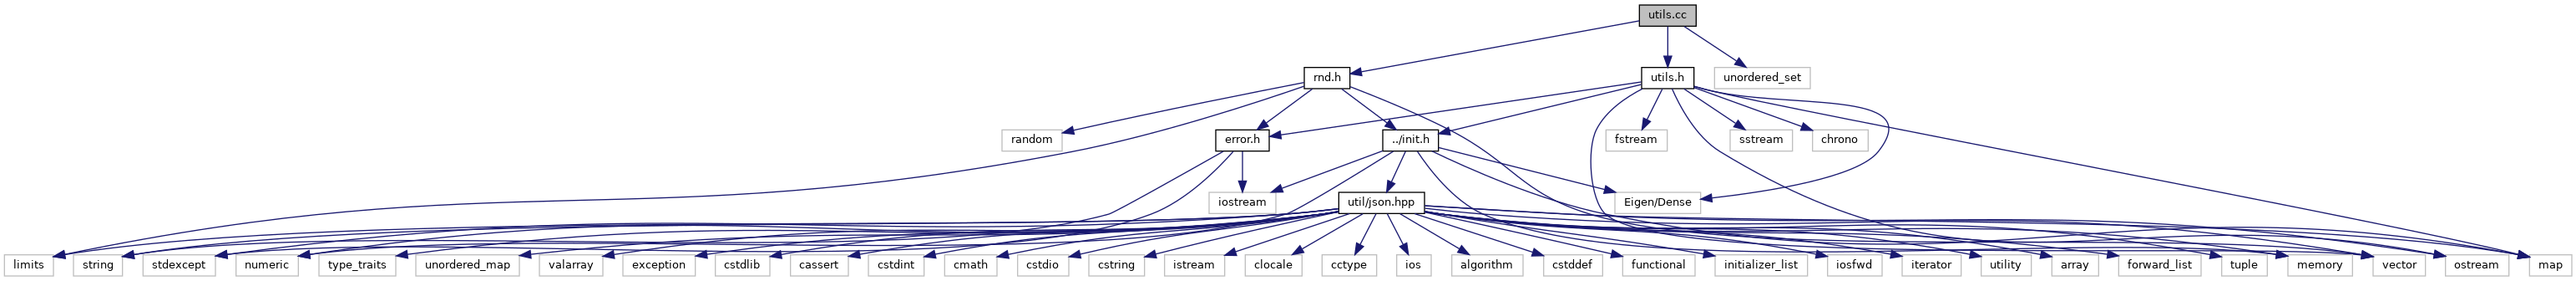 utils.cc
rnd.h
utils.h
unordered_set
random
error.h
../init.h
fstream
sstream
chrono
iostream
util/json.hpp
Eigen/Dense
limits
string
stdexcept
numeric
type_traits
unordered_map
valarray
exception
cstdlib
cassert
cstdint
cmath
cstdio
cstring
istream
clocale
cctype
ios
algorithm
cstddef
functional
initializer_list
iosfwd
iterator
utility
array
forward_list
tuple
memory
vector
ostream
map